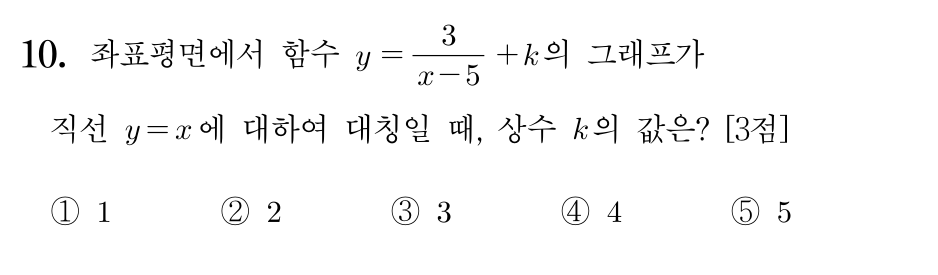 10. 좌표평면에서 함수 y = 3/(x-5) + k의 그래프가
직선 y = x에 대하여 대칭일 때, 상수 k의 값은? [3점]
① 1 ② 2 ③ 3 ④ 4 ⑤ 5